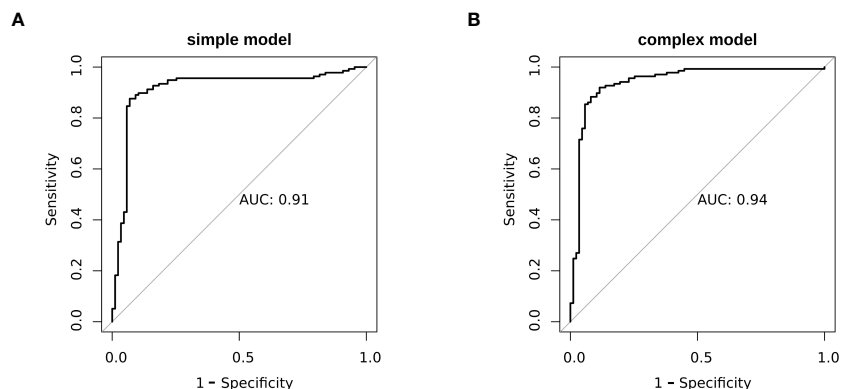 A
simple model
1.0
0.8
0.6
0.4
0.2
0.0
Sensitivity
AUC: 0.91
0.0 0.5 1.0
1 – Specificity
B
complex model
1.0
0.8
0.6
0.4
0.2
0.0
Sensitivity
AUC: 0.94
0.0 0.5 1.0
1 – Specificity